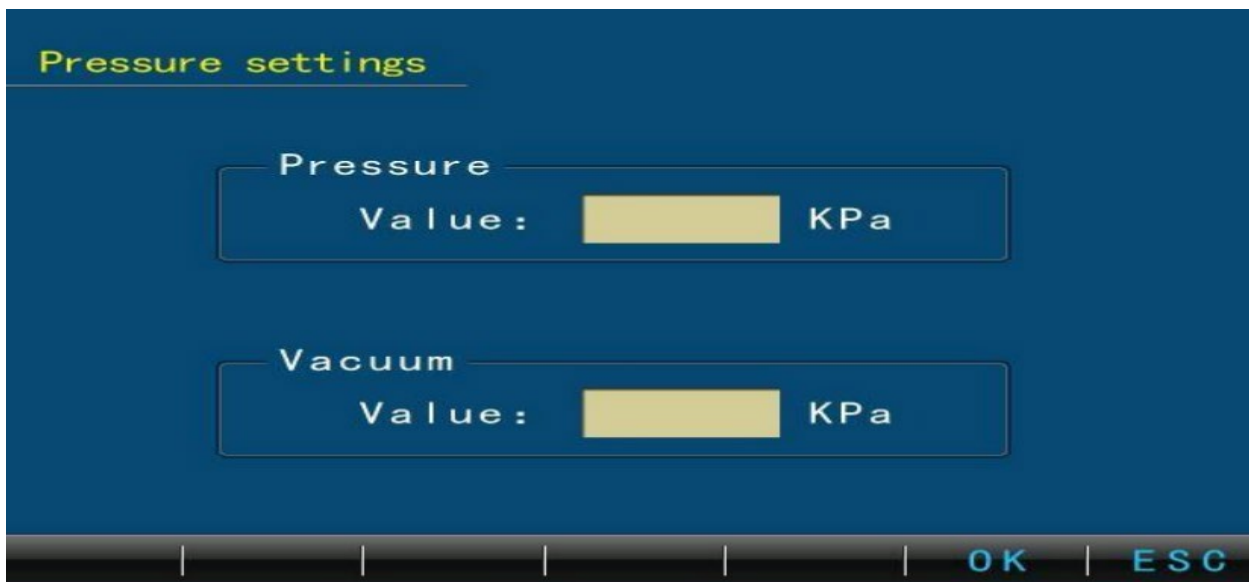 Pressure settings
Pressure
Value: KPa
Vacuum
Value: KPa
OK | ESC